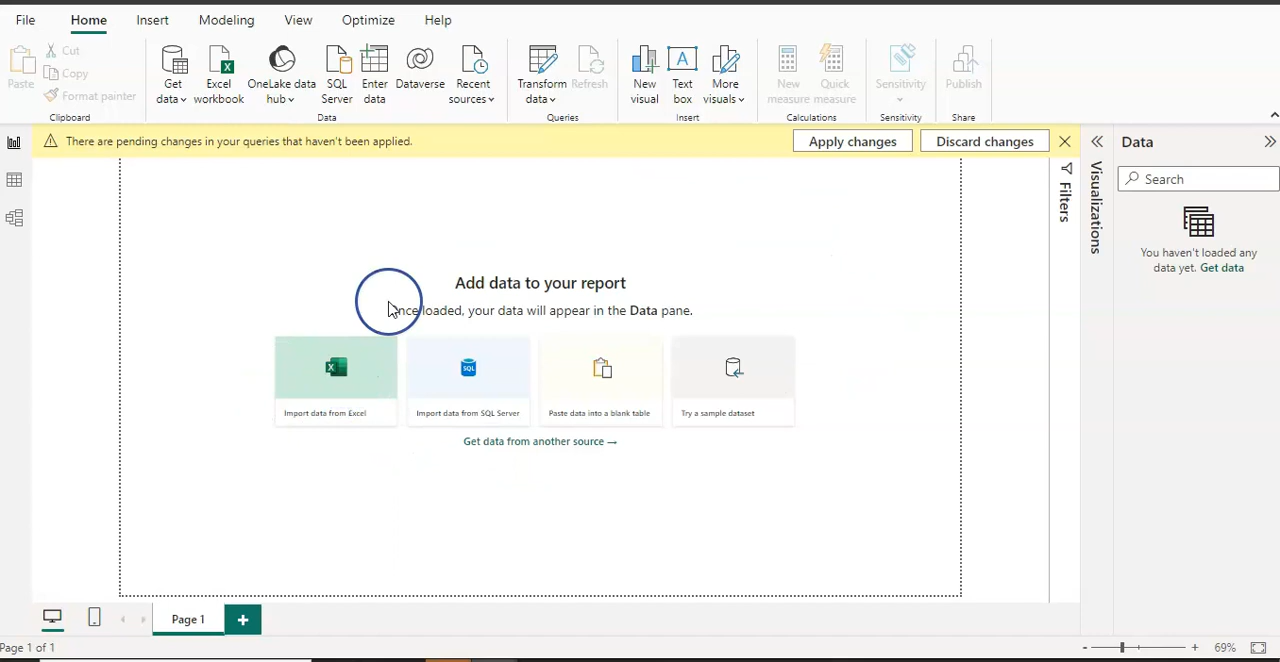 File Home Insert Modeling View Optimize Help
Paste
Cut
Copy
Format painter
Clipboard
Get data
Excel workbook
OneLake data hub
SQL Server
Enter data
Dataverse
Recent sources
Data
Transform data
Refresh
Queries
New visual
Text box
More visuals
Insert
New measure
Quick measure
Calculations
Sensitivity
Sensitivity
Publish
Share
There are pending changes in your queries that haven't been applied.
Apply changes
Discard changes
Filters
Visualizations
Data
Search
You haven't loaded any
data yet. Get data
Add data to your report
Once loaded, your data will appear in the Data pane.
Import data from Excel
SQL
Import data from SQL Server
Paste data into a blank table
Try a sample dataset
Get data from another source →
Page 1
+
Page 1 of 1
- + 69%